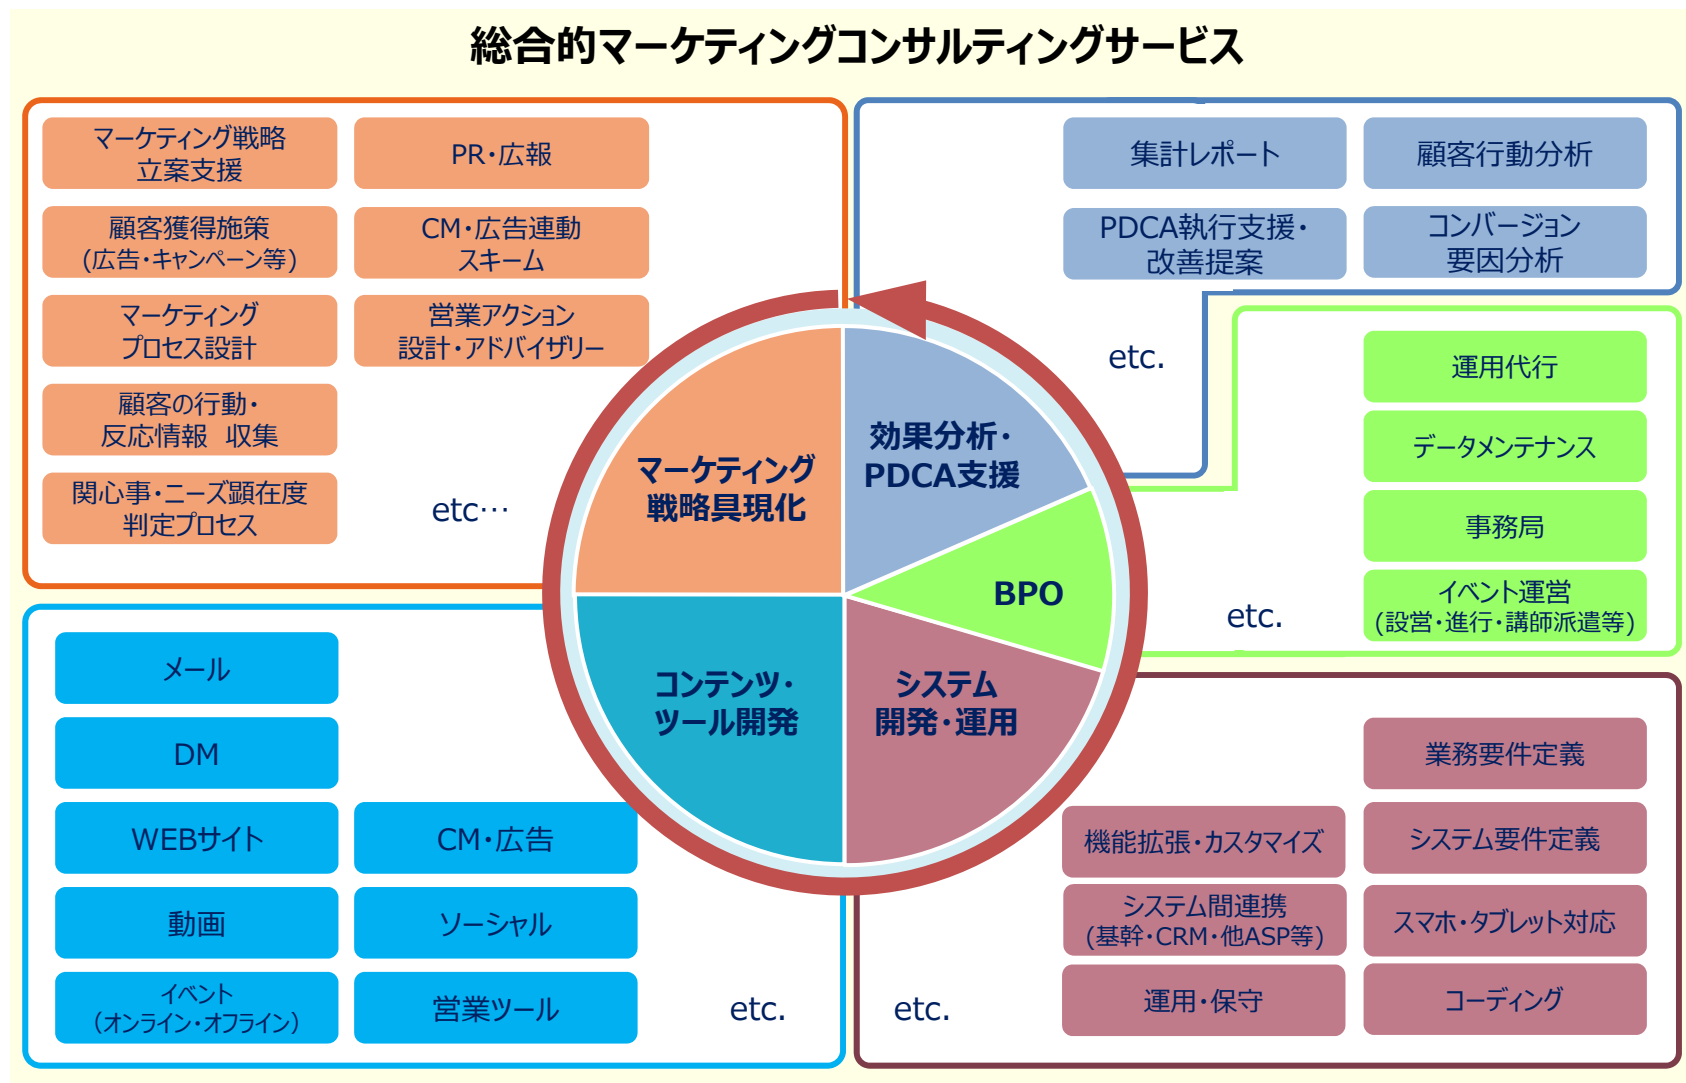 総合的マーケティングコンサルティングサービス
マーケティング戦略
立案支援
PR・広報
顧客獲得施策
(広告・キャンペーン等)
CM・広告連動
スキーム
マーケティング
プロセス設計
営業アクション
設計・アドバイザリー
顧客の行動・
反応情報　収集
関心事・ニーズ顕在度
判定プロセス
etc…
集計レポート
顧客行動分析
PDCA執行支援・
改善提案
コンバージョン
要因分析
etc.
運用代行
データメンテナンス
事務局
イベント運営
(設営・進行・講師派遣等)
etc.
マーケティング
戦略具現化
効果分析・
PDCA支援
BPO
コンテンツ・
ツール開発
システム
開発・運用
メール
DM
WEBサイト
CM・広告
動画
ソーシャル
イベント
（オンライン・オフライン）
営業ツール
etc.
業務要件定義
機能拡張・カスタマイズ
システム要件定義
システム間連携
(基幹・CRM・他ASP等)
スマホ・タブレット対応
運用・保守
コーディング
etc.